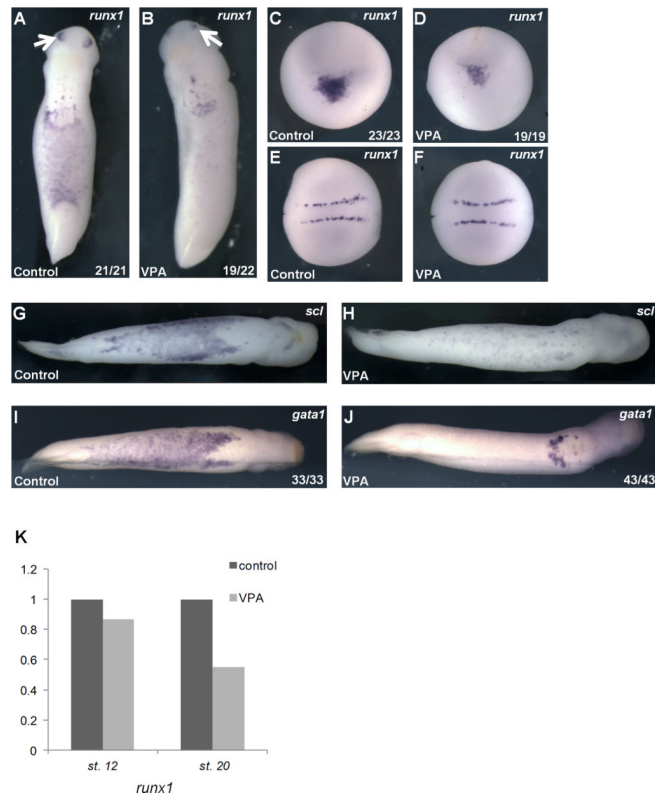 A runx1
B runx1
C runx1
D runx1
Control 23/23
VPA 19/19
E runx1
F runx1
Control 21/21
VPA 19/22
Control
VPA
G scl
H scl
Control
VPA
I gata1
J gata1
Control 33/33
VPA 43/43
K
control
VPA
1.2
1
0.8
0.6
0.4
0.2
0
st. 12 st. 20
runx1